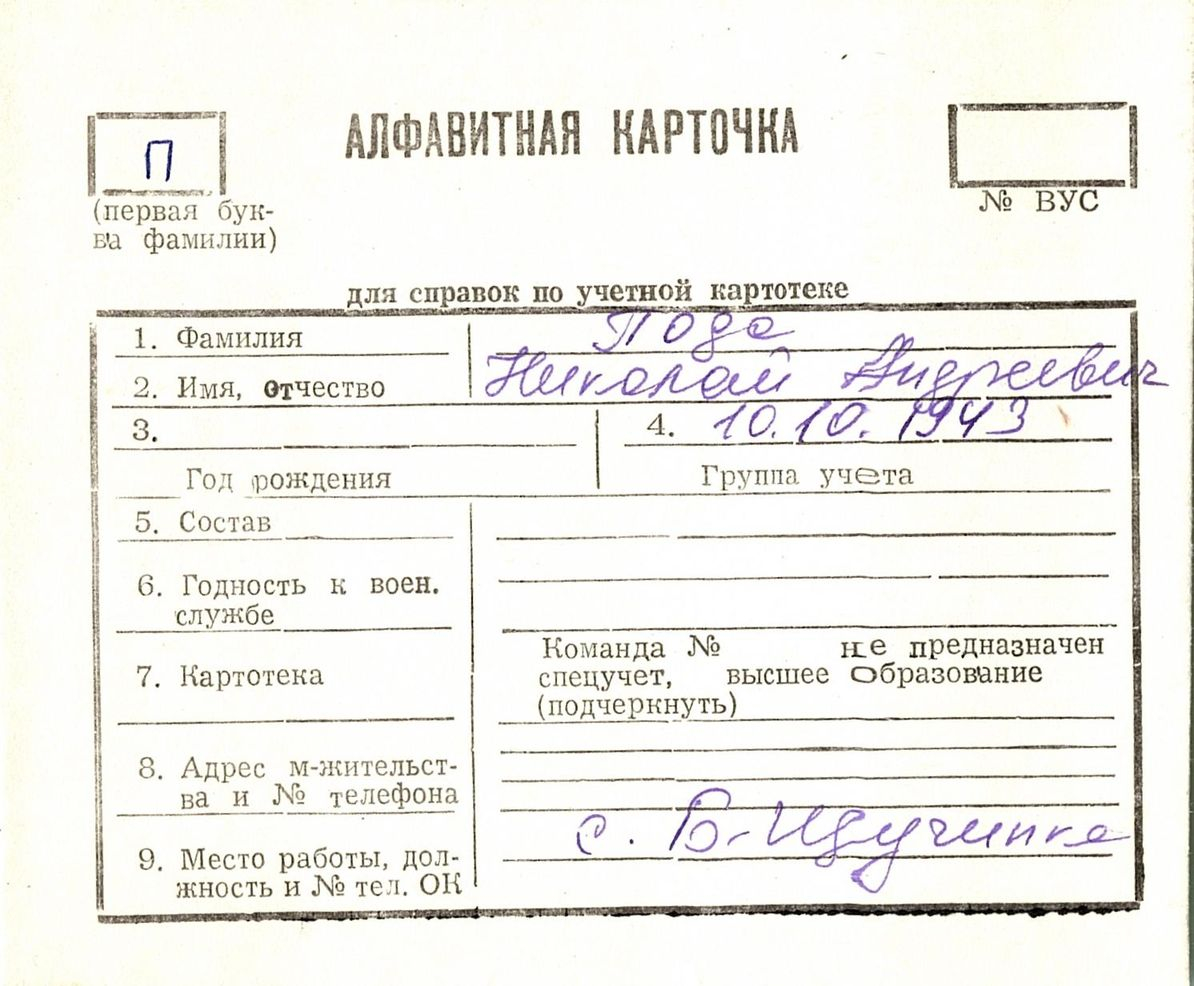 АЛФАВИТНАЯ КАРТОЧКА
П
(первая бук-
ва фамилии)
№ ВУС
для справок по учетной картотеке
1. Фамилия Пода
2. Имя, отчество Николай Андреевич
3. 4. 10.10.1943
Год рождения Группа учета
5. Состав
6. Годность к воен.
службе
7. Картотека
Команда № не предназначен
спецучет, высшее образование
(подчеркнуть)
8. Адрес м-жительст-
ва и № телефона
с. Б-Щучинка
9. Место работы, дол-
жность и № тел. ОК